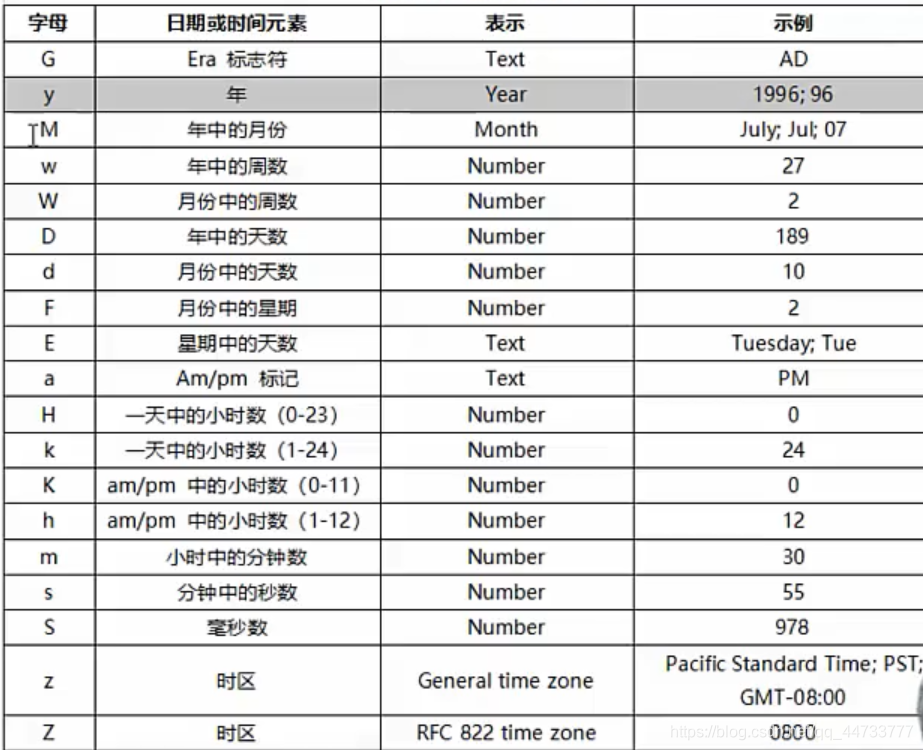 字母 日期或时间元素 表示 示例
G Era 标志符 Text AD
y 年 Year 1996; 96
M 年中的月份 Month July; Jul; 07
w 年中的周数 Number 27
W 月份中的周数 Number 2
D 年中的天数 Number 189
d 月份中的天数 Number 10
F 月份中的星期 Number 2
E 星期中的天数 Text Tuesday; Tue
a Am/pm 标记 Text PM
H 一天中的小时数（0-23） Number 0
k 一天中的小时数（1-24） Number 24
K am/pm 中的小时数（0-11） Number 0
h am/pm 中的小时数（1-12） Number 12
m 小时中的分钟数 Number 30
s 分钟中的秒数 Number 55
S 毫秒数 Number 978
z 时区 General time zone Pacific Standard Time; PST;
GMT-08:00
Z 时区 RFC 822 time zone 0800